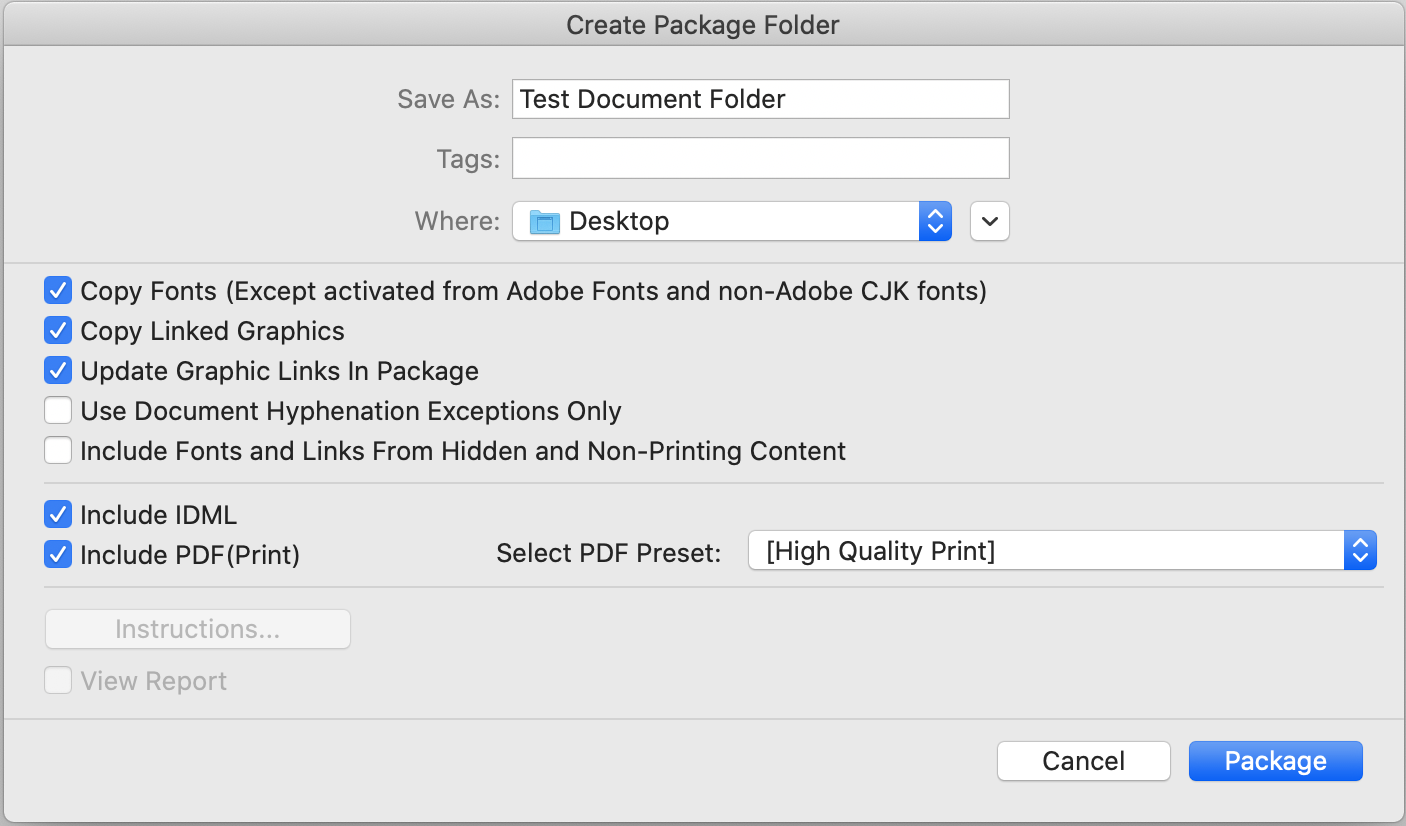 Create Package Folder
Save As: Test Document Folder
Tags:
Where: Desktop
Copy Fonts (Except activated from Adobe Fonts and non-Adobe CJK fonts)
Copy Linked Graphics
Update Graphic Links In Package
Use Document Hyphenation Exceptions Only
Include Fonts and Links From Hidden and Non-Printing Content
Include IDML
Include PDF(Print) Select PDF Preset: [High Quality Print]
Instructions...
View Report
Cancel Package